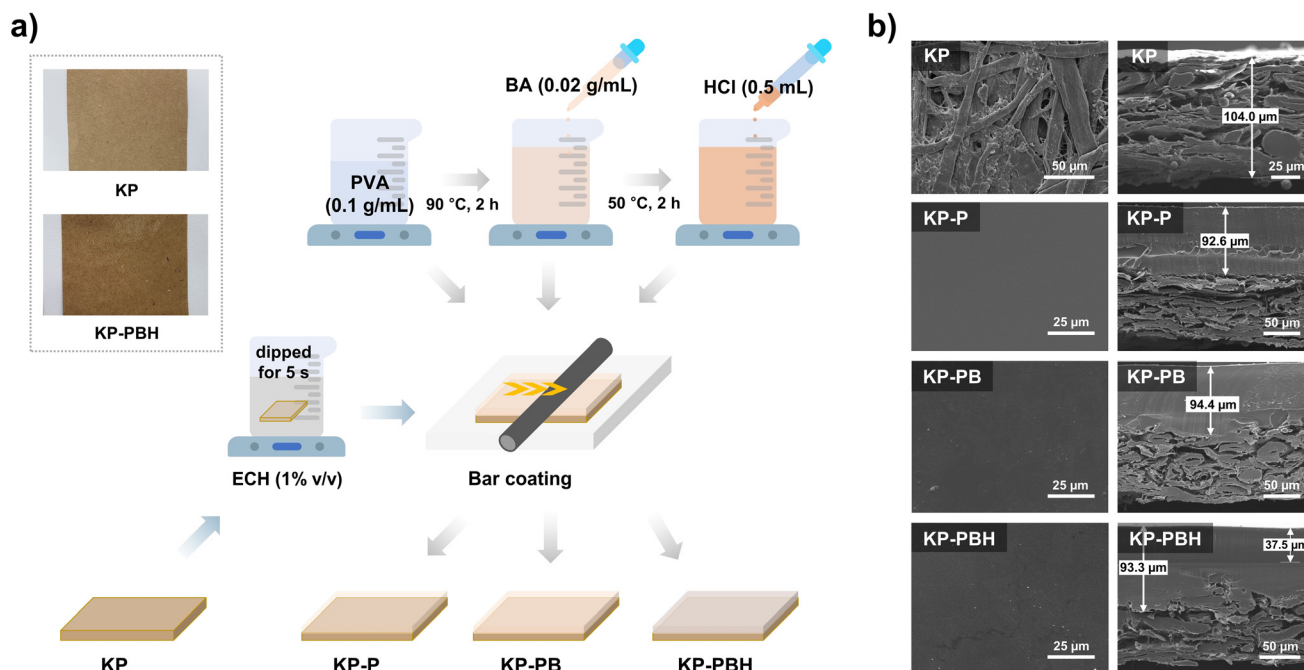 a)
KP
KP-PBH
BA (0.02 g/mL)
HCl (0.5 mL)
PVA
(0.1 g/mL)
90 °C, 2 h
50 °C, 2 h
dipped
for 5 s
ECH (1% v/v)
Bar coating
KP
KP-P
KP-PB
KP-PBH
b)
KP
50 μm
KP
104.0 μm
25 μm
KP-P
25 μm
KP-P
92.6 μm
50 μm
KP-PB
25 μm
KP-PB
94.4 μm
50 μm
KP-PBH
25 μm
KP-PBH
37.5 μm
93.3 μm
50 μm